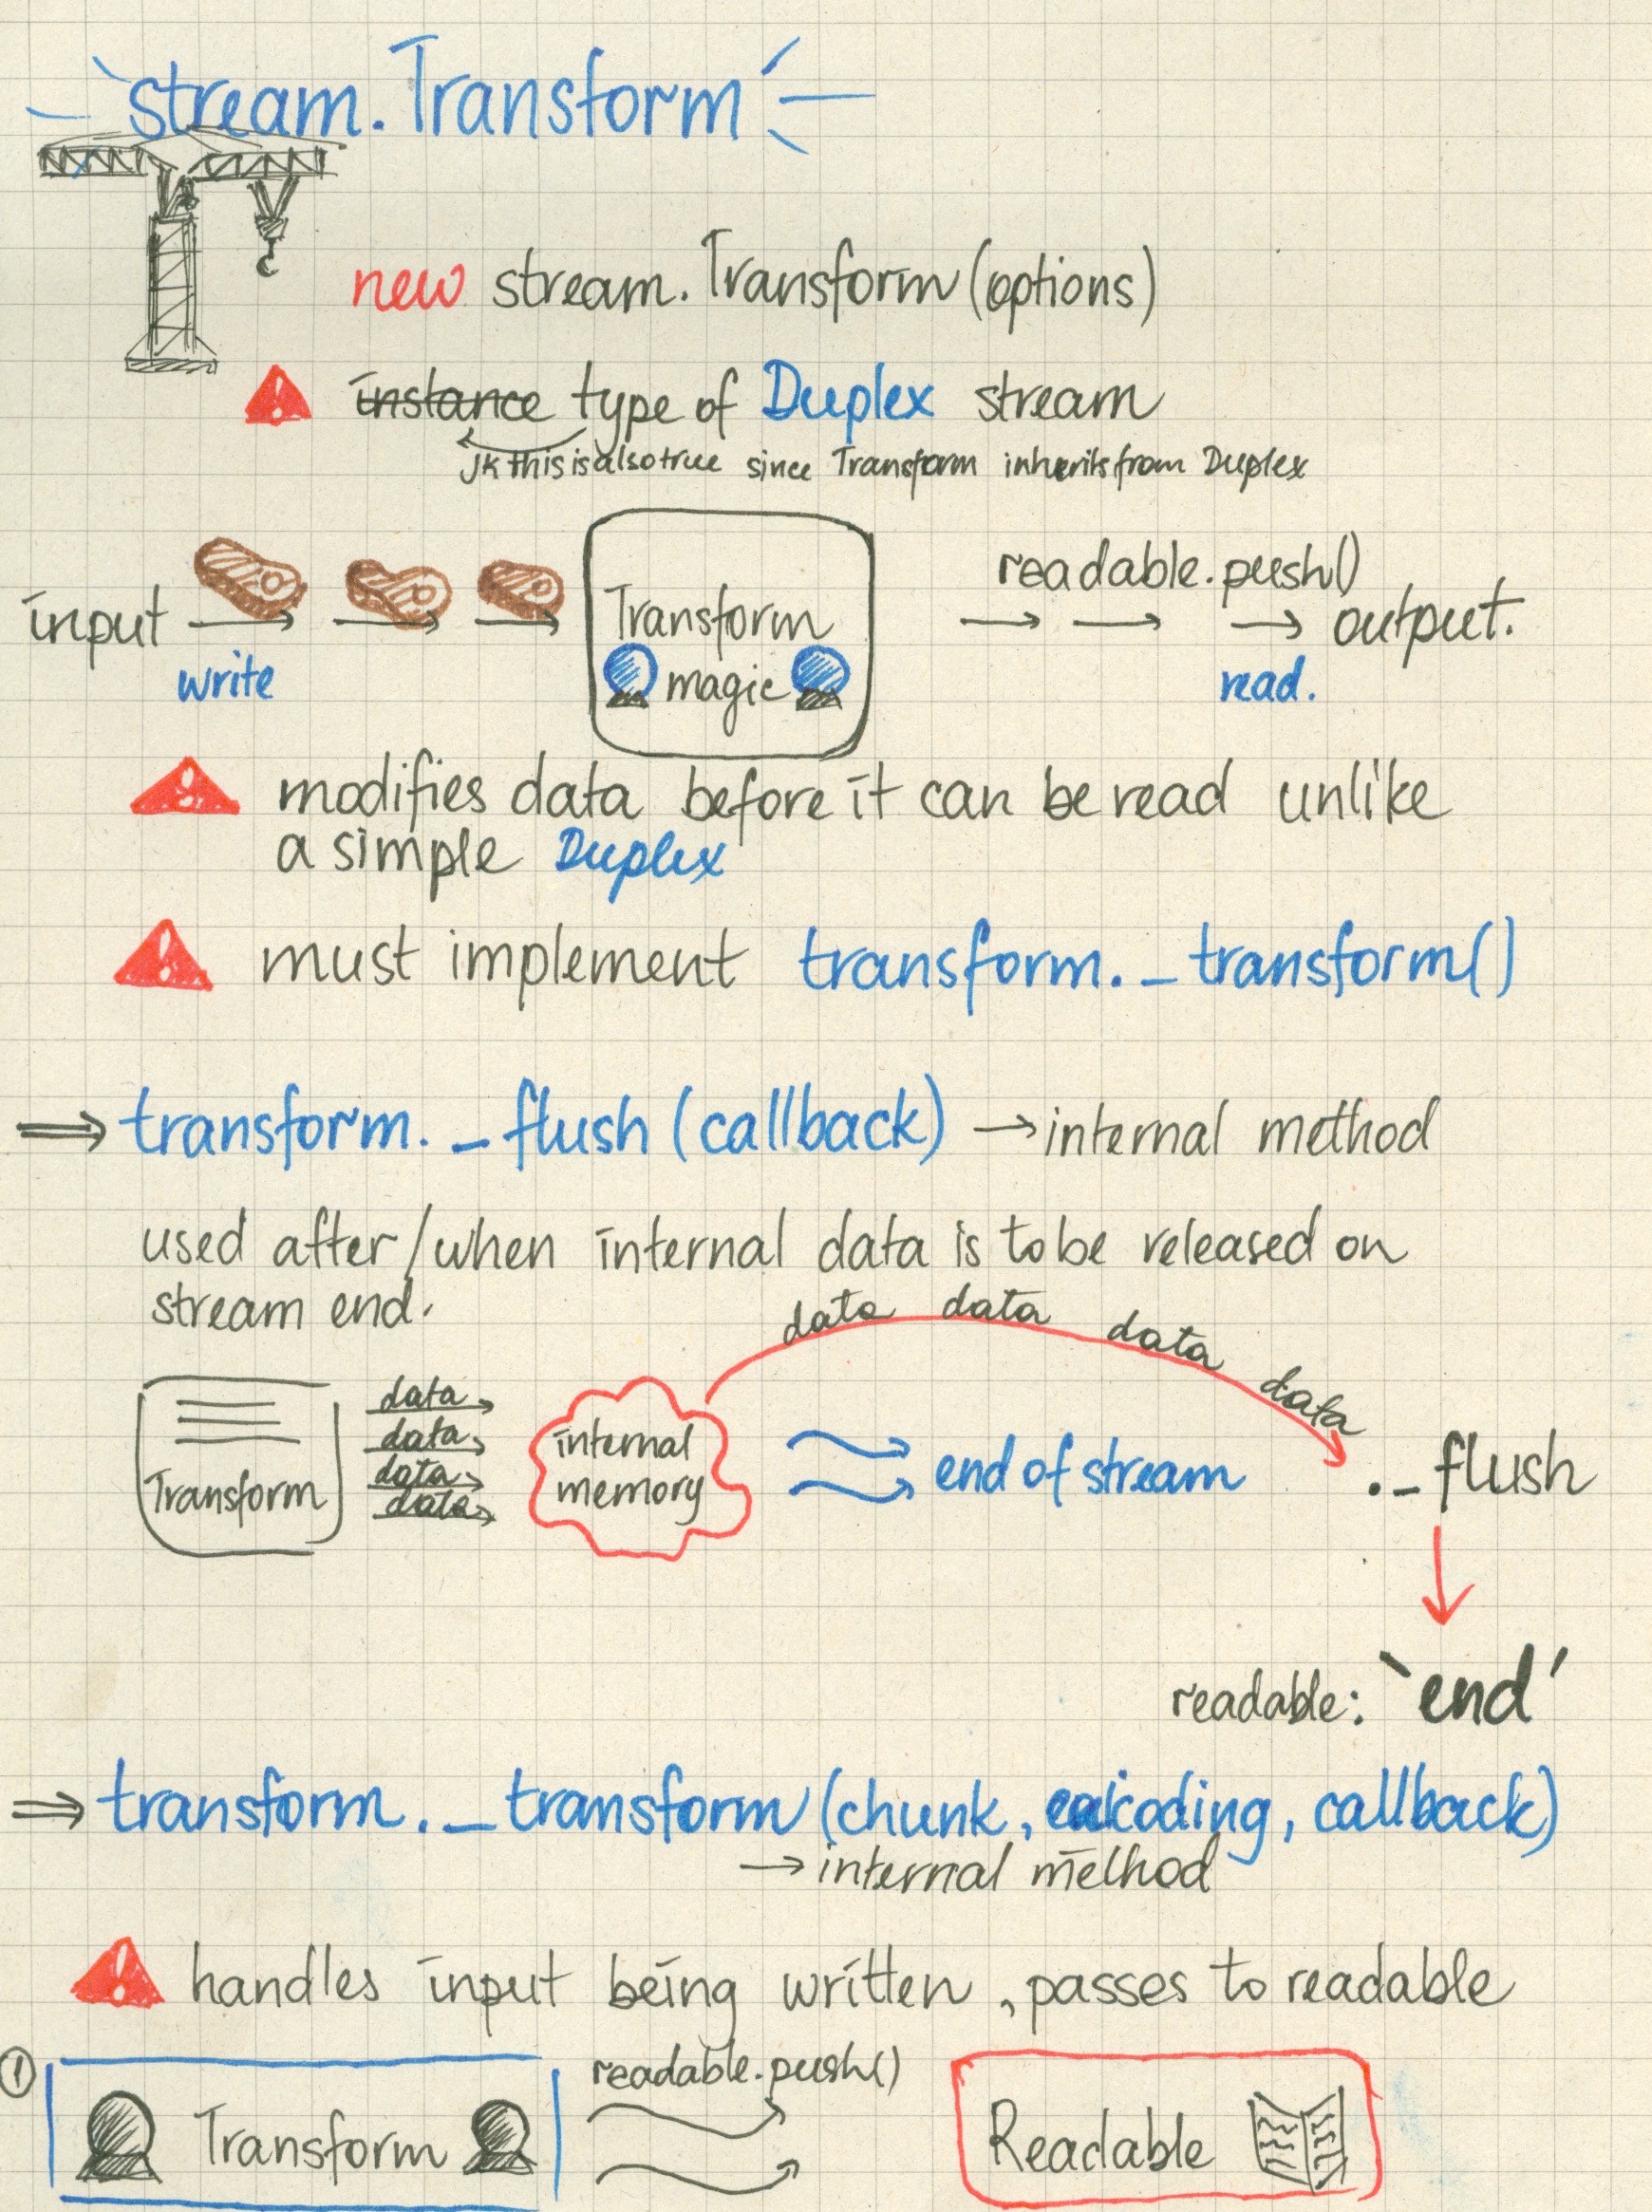 stream.Transform
new stream.Transform(options)
instance type of Duplex stream
jk this is also true since Transform inherits from Duplex
readable.push()
input Transform output.
write magic read.
modifies data before it can be read unlike
a simple Duplex
must implement transform._transform()
⇒ transform._flush(callback) → internal method
used after/when internal data is to be released on
stream end.
data data data data
data
data
data
data
Transform
internal
memory
end of stream
._flush
readable: `end'
⇒ transform._transform(chunk, encoding, callback)
→ internal method
handles input being written, passes to readable
① readable.push()
Transform Readable